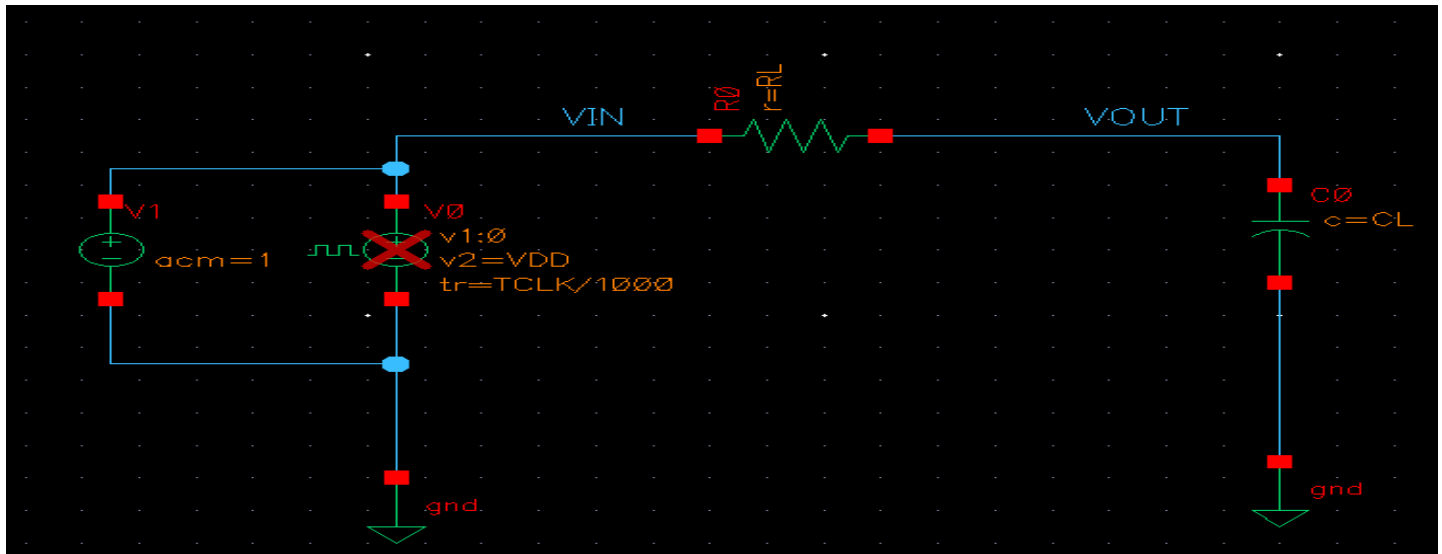 VIN
R0
r=RL
VOUT
V1
acm=1
V0
v1:0
v2=VDD
tr=TCLK/1000
C0
c=CL
gnd
gnd